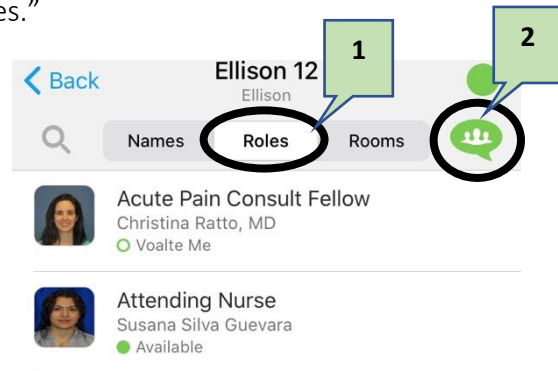 es.”
1
2
Back
Ellison 12
Ellison
Names
Roles
Rooms
Acute Pain Consult Fellow
Christina Ratto, MD
Voalte Me
Attending Nurse
Susana Silva Guevara
Available